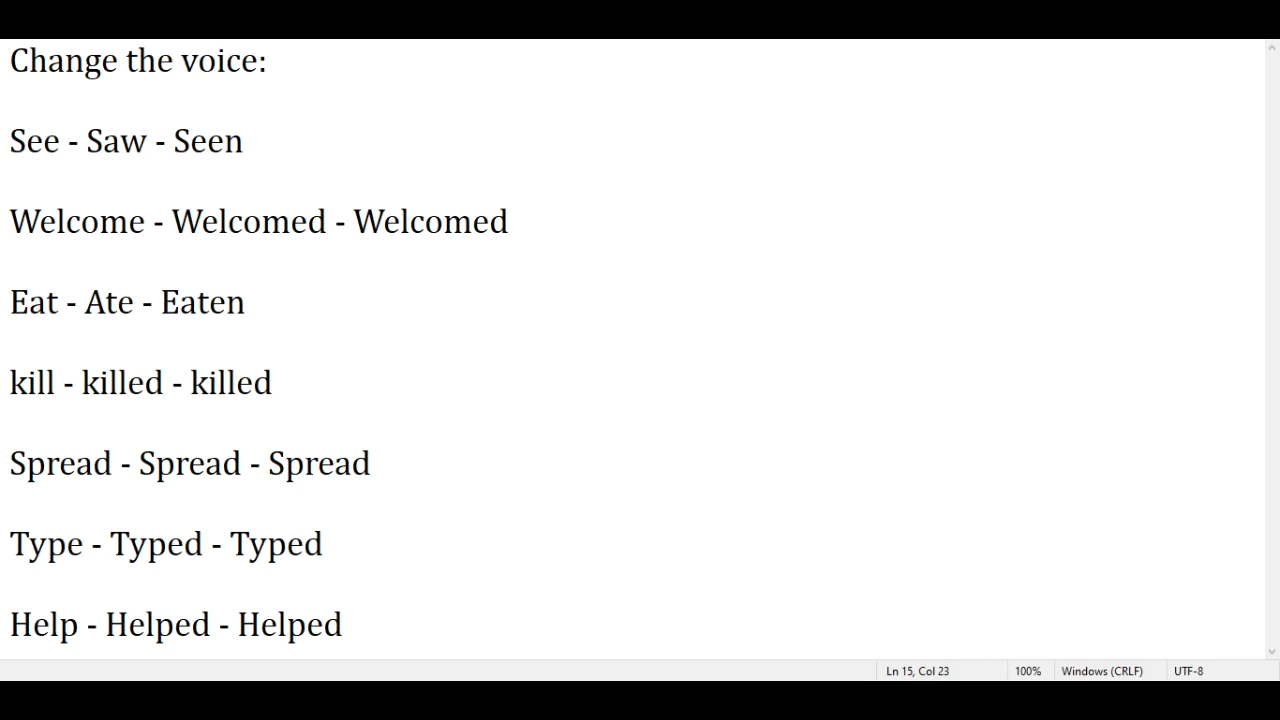 Change the voice:
See - Saw - Seen
Welcome - Welcomed - Welcomed
Eat - Ate - Eaten
kill - killed - killed
Spread - Spread - Spread
Type - Typed - Typed
Help - Helped - Helped
Ln 15, Col 23 100% Windows (CRLF) UTF-8